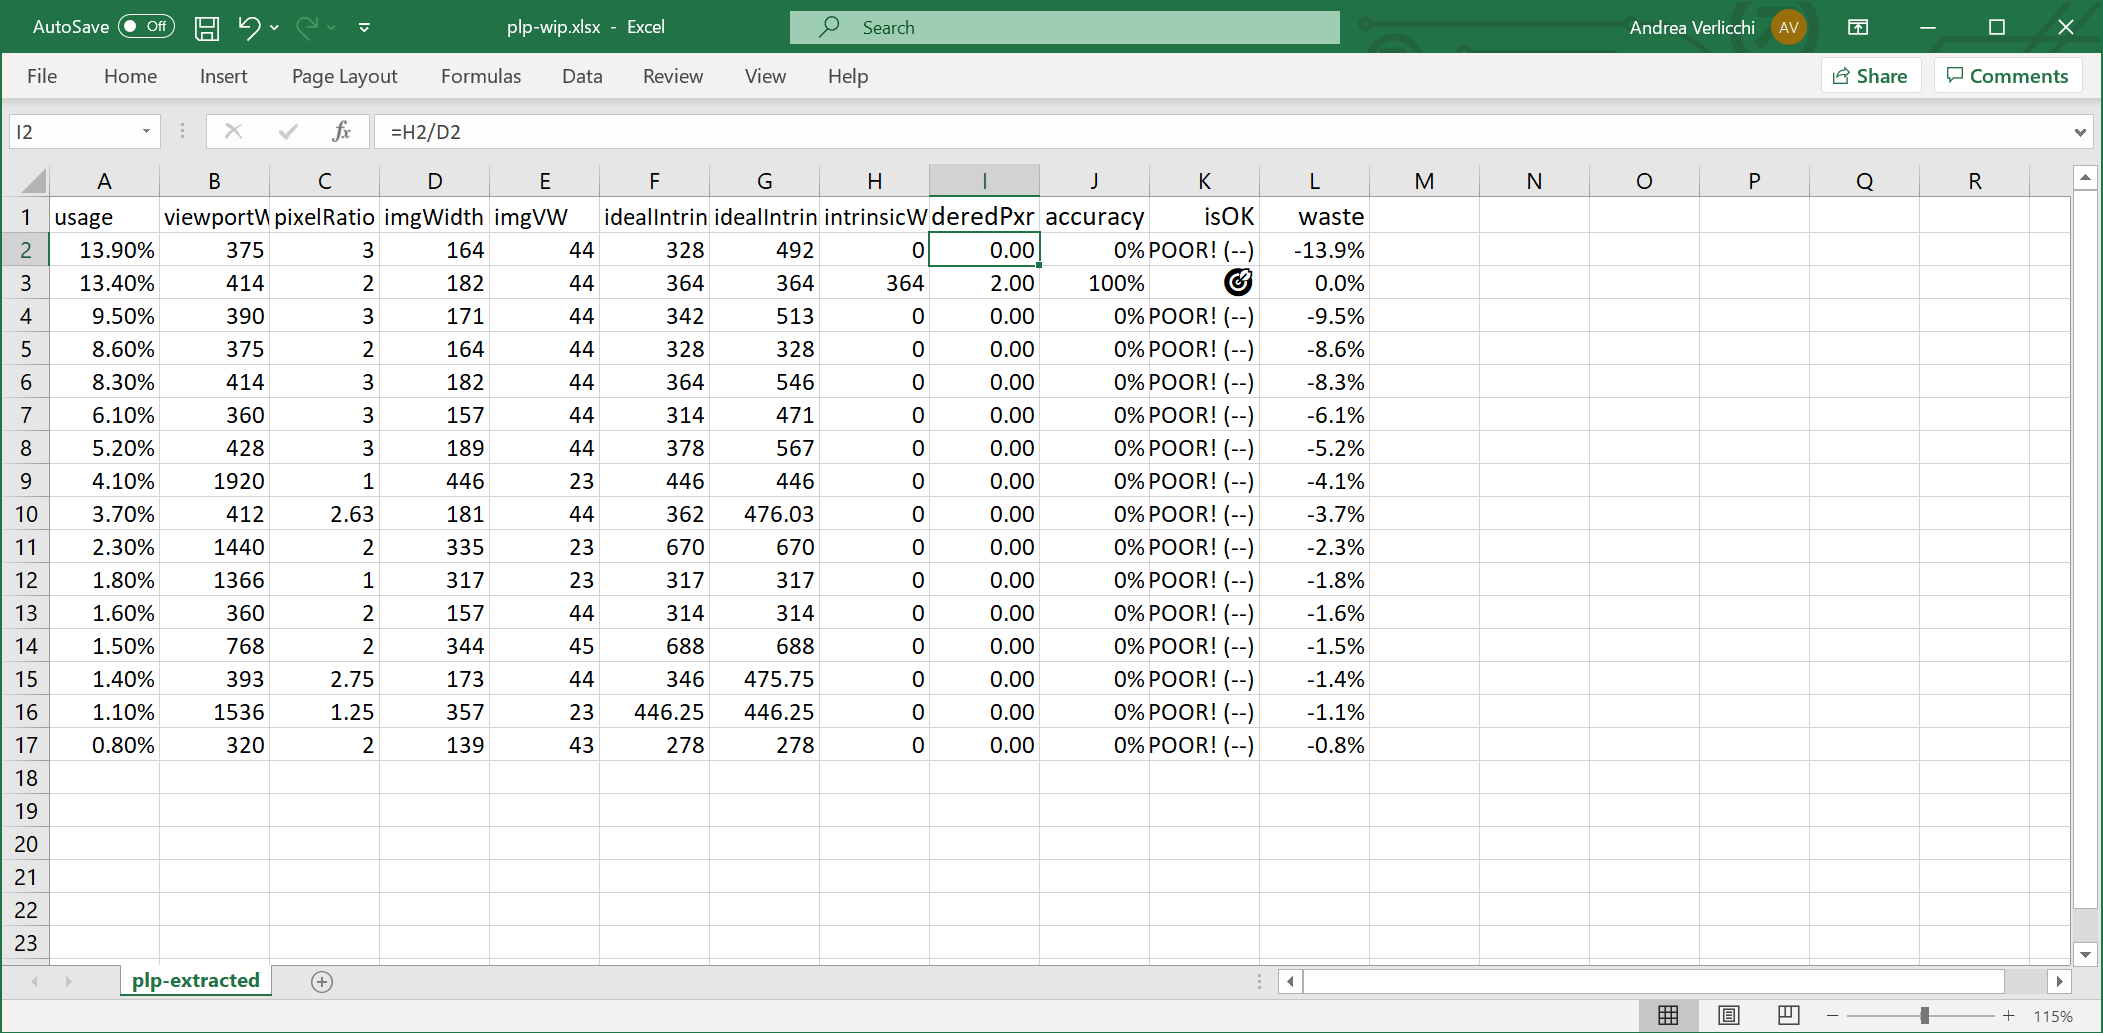 AutoSave Off plp-wip.xlsx - Excel Search Andrea Verlicchi AV
File Home Insert Page Layout Formulas Data Review View Help Share Comments
I2 fx =H2/D2
A B C D E F G H I J K L M N O P Q R
1 usage viewportW pixelRatio imgWidth imgVW idealIntrin idealIntrin intrinsicW deredPxr accuracy isOK waste
2 13.90% 375 3 164 44 328 492 0 0.00 0% POOR! (--) -13.9%
3 13.40% 414 2 182 44 364 364 364 2.00 100% 🎯 0.0%
4 9.50% 390 3 171 44 342 513 0 0.00 0% POOR! (--) -9.5%
5 8.60% 375 2 164 44 328 328 0 0.00 0% POOR! (--) -8.6%
6 8.30% 414 3 182 44 364 546 0 0.00 0% POOR! (--) -8.3%
7 6.10% 360 3 157 44 314 471 0 0.00 0% POOR! (--) -6.1%
8 5.20% 428 3 189 44 378 567 0 0.00 0% POOR! (--) -5.2%
9 4.10% 1920 1 446 23 446 446 0 0.00 0% POOR! (--) -4.1%
10 3.70% 412 2.63 181 44 362 476.03 0 0.00 0% POOR! (--) -3.7%
11 2.30% 1440 2 335 23 670 670 0 0.00 0% POOR! (--) -2.3%
12 1.80% 1366 1 317 23 317 317 0 0.00 0% POOR! (--) -1.8%
13 1.60% 360 2 157 44 314 314 0 0.00 0% POOR! (--) -1.6%
14 1.50% 768 2 344 45 688 688 0 0.00 0% POOR! (--) -1.5%
15 1.40% 393 2.75 173 44 346 475.75 0 0.00 0% POOR! (--) -1.4%
16 1.10% 1536 1.25 357 23 446.25 446.25 0 0.00 0% POOR! (--) -1.1%
17 0.80% 320 2 139 43 278 278 0 0.00 0% POOR! (--) -0.8%
18
19
20
21
22
23
plp-extracted
115%